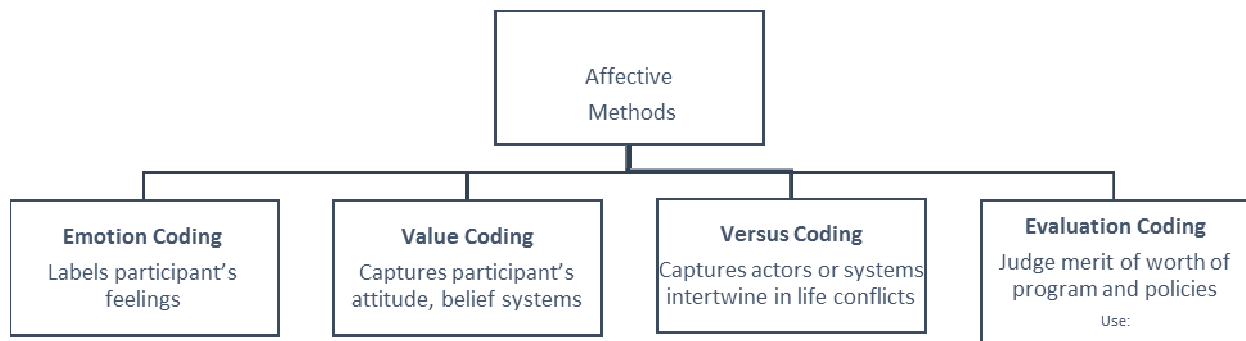 Affective
Methods
Emotion Coding
Labels participant's
feelings
Value Coding
Captures participant's
attitude, belief systems
Versus Coding
Captures actors or systems
intertwine in life conflicts
Evaluation Coding
Judge merit of worth of
program and policies
Use: